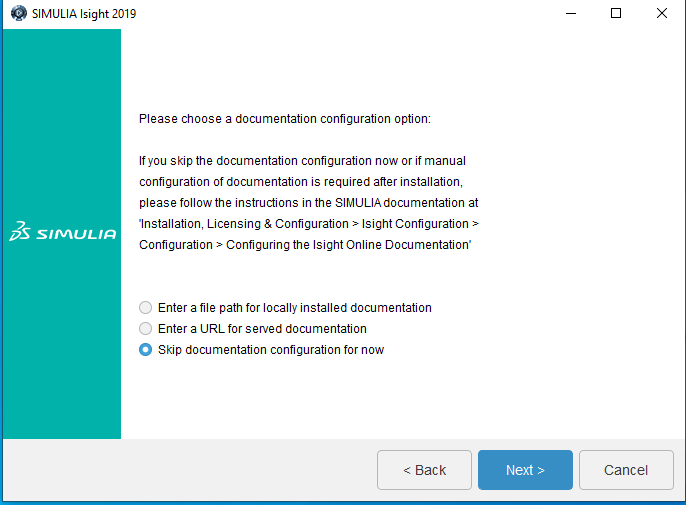 SIMULIA Isight 2019
Please choose a documentation configuration option:
If you skip the documentation configuration now or if manual
configuration of documentation is required after installation,
please follow the instructions in the SIMULIA documentation at
'Installation, Licensing & Configuration > Isight Configuration >
Configuration > Configuring the Isight Online Documentation'
SIMULIA
Enter a file path for locally installed documentation
Enter a URL for served documentation
Skip documentation configuration for now
< Back
Next >
Cancel